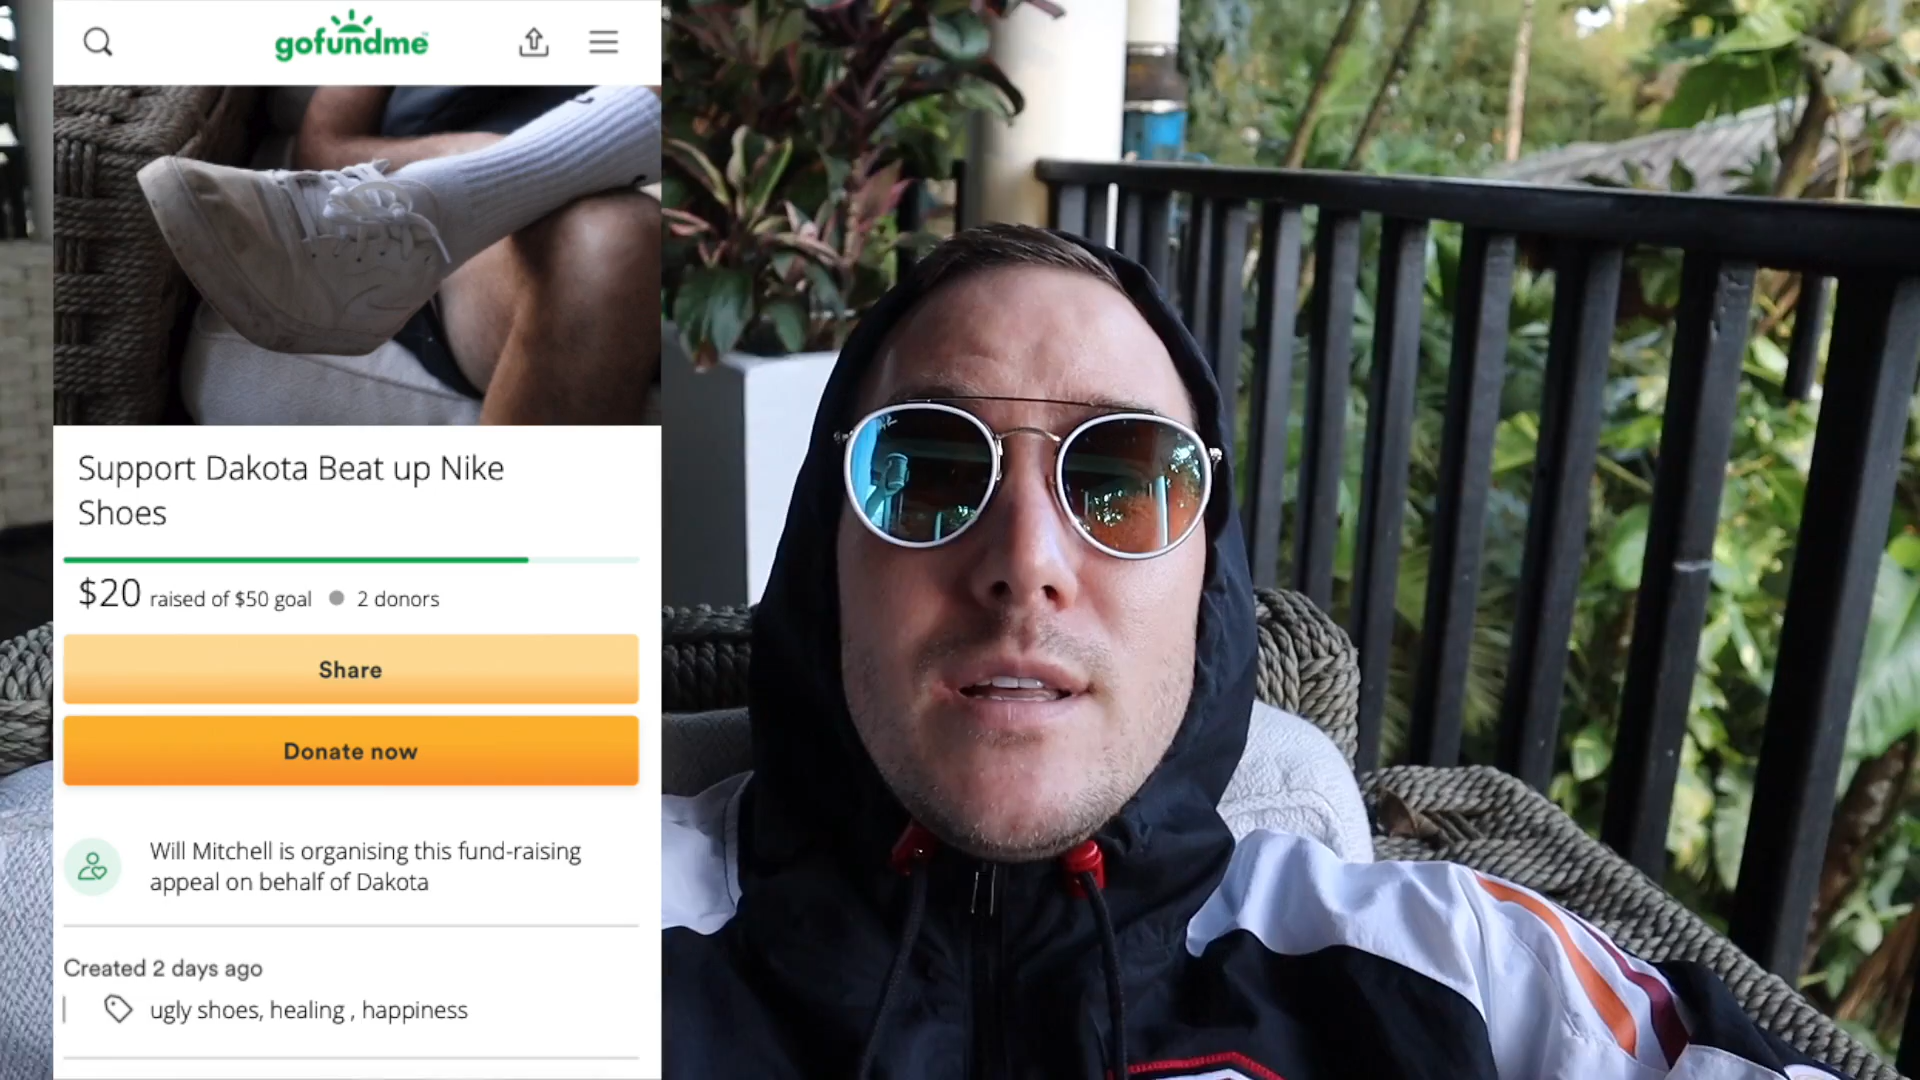 gofundme
Support Dakota Beat up Nike
Shoes
$20 raised of $50 goal 2 donors
Share
Donate now
Will Mitchell is organising this fund-raising
appeal on behalf of Dakota
Created 2 days ago
ugly shoes, healing , happiness